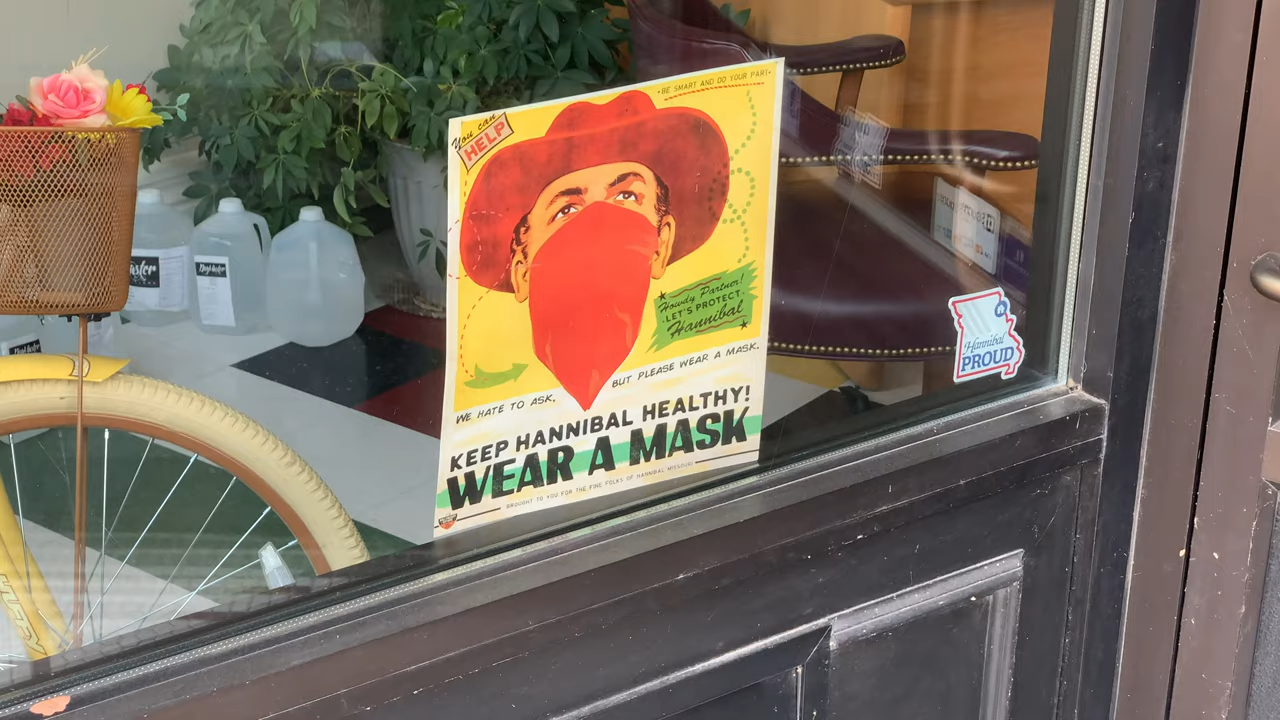 •BE SMART AND DO YOUR PART•
You can
HELP
Howdy Partner!
LET'S PROTECT
Hannibal
WE HATE TO ASK,
BUT PLEASE WEAR A MASK.
KEEP HANNIBAL HEALTHY!
WEAR A MASK
BROUGHT TO YOU FOR THE FINE FOLKS OF HANNIBAL MISSOURI
Hannibal
PROUD
HUFFY